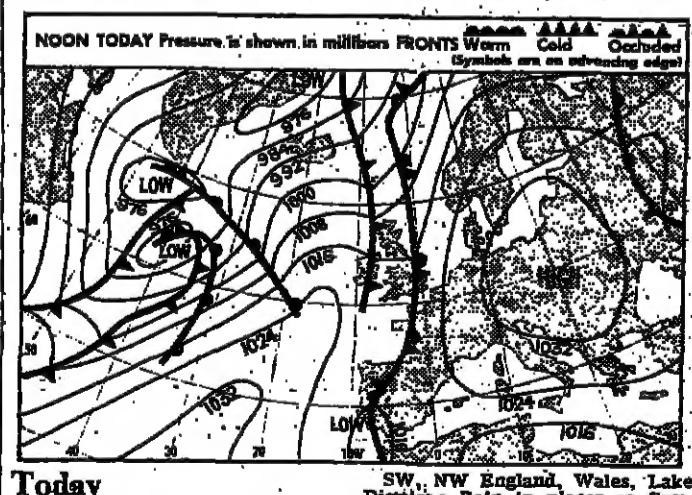 NOON TODAY Pressure is shown in millibars FRONTS Warm Cold Occluded
(Symbols are on advancing edge)
LOW
976
984
992
1000
1008
1016
LOW
976
LOW
1024
1032
HIGH
1032
1024
1016
LOW
40 30 20 10W 0
50
Today
SW, NW England, Wales, Lake